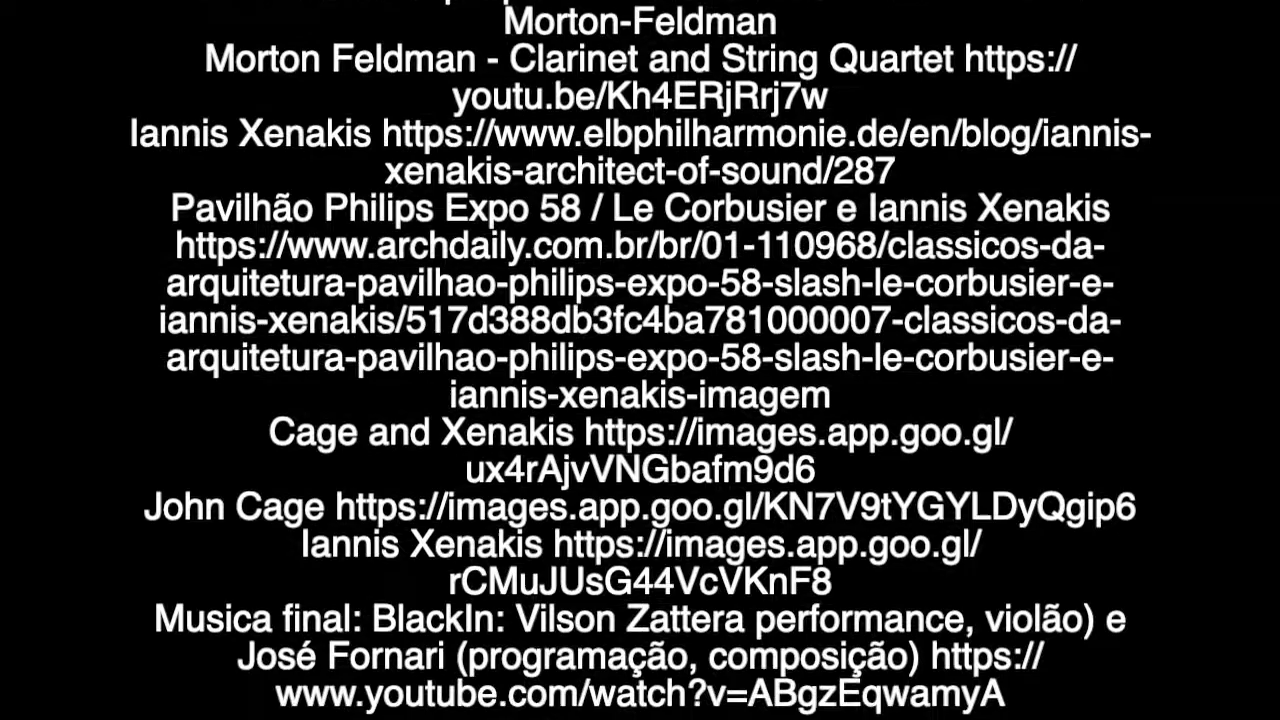 Morton-Feldman
Morton Feldman - Clarinet and String Quartet https://
youtu.be/Kh4ERjRrj7w
Iannis Xenakis https://www.elbphilharmonie.de/en/blog/iannis-
xenakis-architect-of-sound/287
Pavilhão Philips Expo 58 / Le Corbusier e Iannis Xenakis
https://www.archdaily.com.br/br/01-110968/classicos-da-
arquitetura-pavilhao-philips-expo-58-slash-le-corbusier-e-
iannis-xenakis/517d388db3fc4ba781000007-classicos-da-
arquitetura-pavilhao-philips-expo-58-slash-le-corbusier-e-
iannis-xenakis-imagem
Cage and Xenakis https://images.app.goo.gl/
ux4rAjvVNGbafm9d6
John Cage https://images.app.goo.gl/KN7V9tYGYLDyQgip6
Iannis Xenakis https://images.app.goo.gl/
rCMuJUsG44VcVKnF8
Musica final: BlackIn: Vilson Zattera performance, violão) e
José Fornari (programação, composição) https://
www.youtube.com/watch?v=ABgzEqwamyA